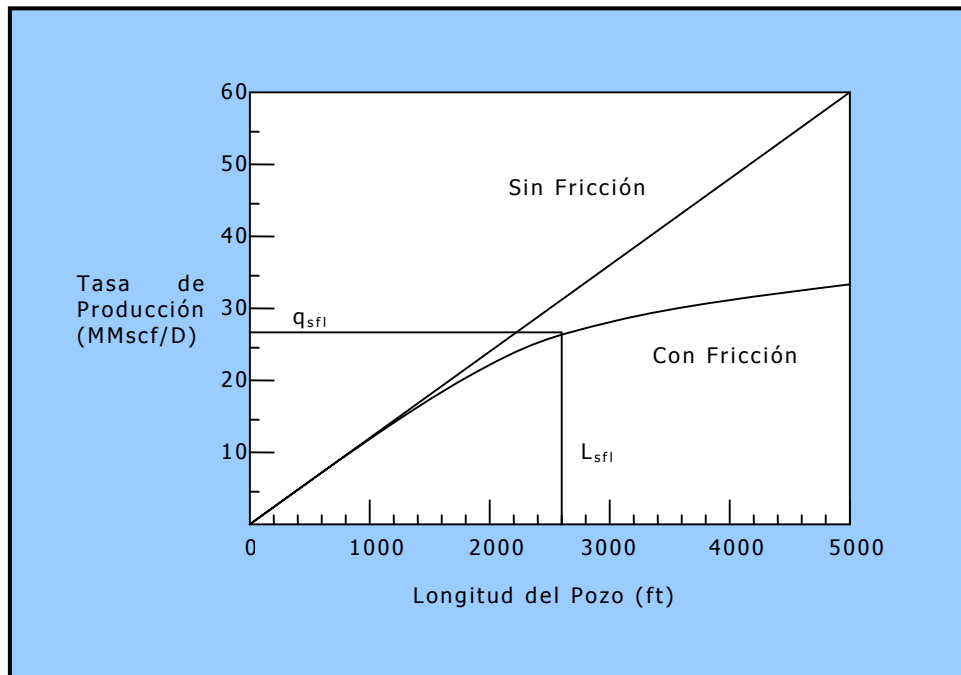 60
50
Sin Fricción
40
Tasa de
Producción
(MMscf/D)
30
qsfl
Con Fricción
20
10
Lsfl
0 1000 2000 3000 4000 5000
Longitud del Pozo (ft)